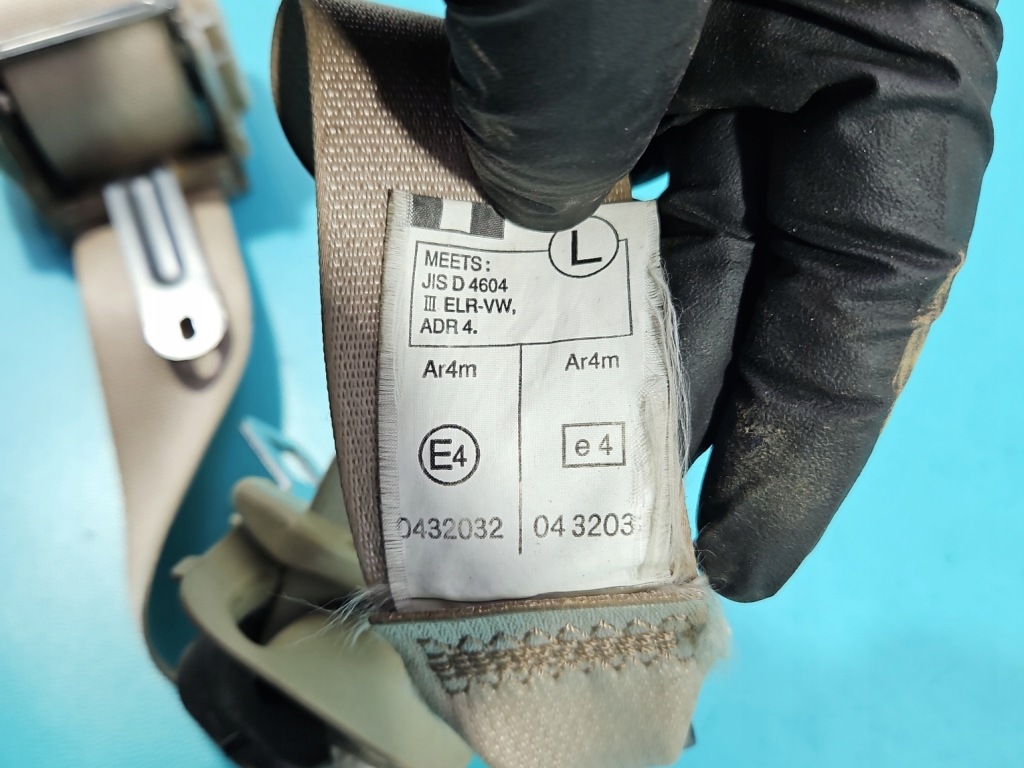 L
MEETS:
JIS D 4604
III ELR-VW,
ADR 4.
Ar4m Ar4m
E4 e 4
0432032 04 3203